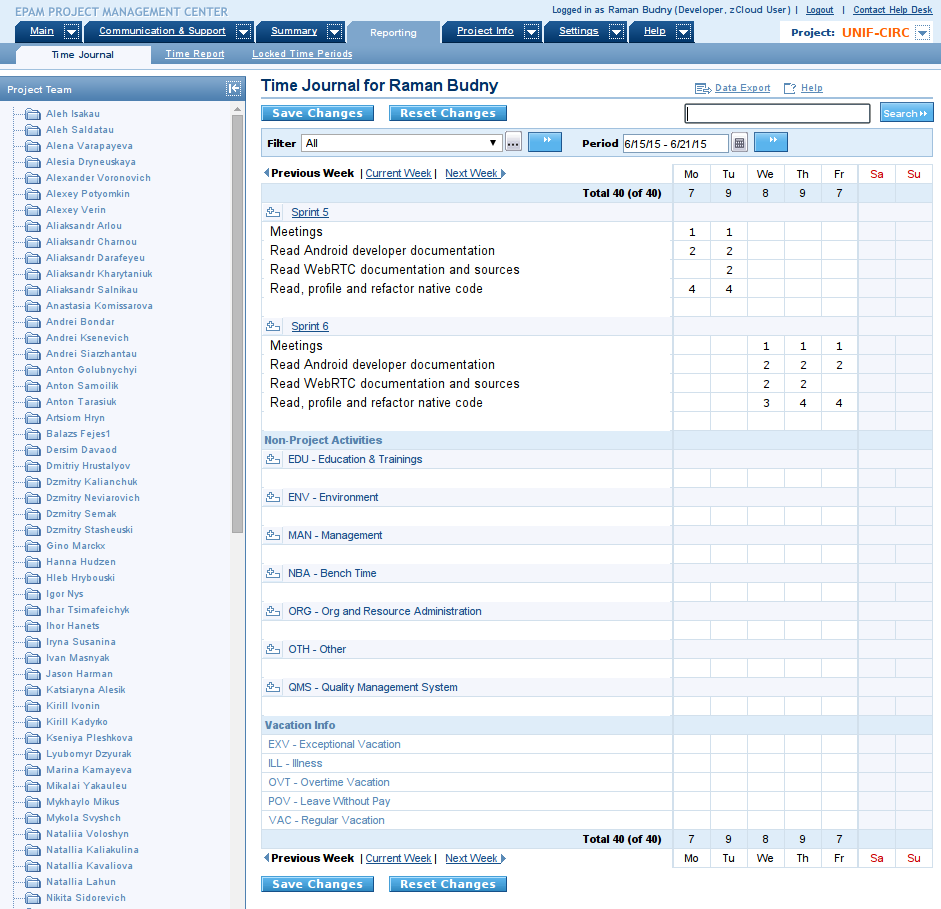 EPAM PROJECT MANAGEMENT CENTER
Logged in as Raman Budny (Developer, zCloud User) | Logout | Contact Help Desk
Main Communication & Support Summary Reporting Project Info Settings Help Project: UNIF-CIRC
Time Journal Time Report Locked Time Periods
Project Team
Aleh Isakau
Aleh Saldatau
Alena Varapayeva
Alesia Dryneuskaya
Alexander Voronovich
Alexey Potyomkin
Alexey Verin
Aliaksandr Arlou
Aliaksandr Charnou
Aliaksandr Darafeyeu
Aliaksandr Kharytaniuk
Aliaksandr Salnikau
Anastasia Komissarova
Andrei Bondar
Andrei Ksenevich
Andrei Siarzhantau
Anton Golubnychyi
Anton Samoilik
Anton Tarasiuk
Artsiom Hryn
Balazs Fejes1
Dersim Davaod
Dmitriy Hrustalyov
Dzmitry Kalianchuk
Dzmitry Neviarovich
Dzmitry Semak
Dzmitry Stasheuski
Gino Marckx
Hanna Hudzen
Hleb Hrybouski
Igor Nys
Ihar Tsimafeichyk
Ihor Hanets
Iryna Susanina
Ivan Masnyak
Jason Harman
Katsiaryna Alesik
Kirill Ivonin
Kirill Kadyrko
Kseniya Pleshkova
Lyubomyr Dzyurak
Marina Kamayeva
Mikalai Yakauleu
Mykhaylo Mikus
Mykola Svyshch
Nataliia Voloshyn
Nataliia Kaliakulina
Nataliia Kavaliova
Natallia Lahun
Nikita Sidorevich
Time Journal for Raman Budny
Data Export Help
Save Changes Reset Changes Search
Filter All ... Period 6/15/15 - 6/21/15
Previous Week | Current Week | Next Week Mo Tu We Th Fr Sa Su
Total 40 (of 40) 7 9 8 9 7
Sprint 5
Meetings 1 1
Read Android developer documentation 2 2
Read WebRTC documentation and sources 2
Read, profile and refactor native code 4 4
Sprint 6
Meetings 1 1 1
Read Android developer documentation 2 2 2
Read WebRTC documentation and sources 2 2
Read, profile and refactor native code 3 4 4
Non-Project Activities
EDU - Education & Trainings
ENV - Environment
MAN - Management
NBA - Bench Time
ORG - Org and Resource Administration
OTH - Other
QMS - Quality Management System
Vacation Info
EXV - Exceptional Vacation
ILL - Illness
OVT - Overtime Vacation
POV - Leave Without Pay
VAC - Regular Vacation
Total 40 (of 40) 7 9 8 9 7
Previous Week | Current Week | Next Week Mo Tu We Th Fr Sa Su
Save Changes Reset Changes